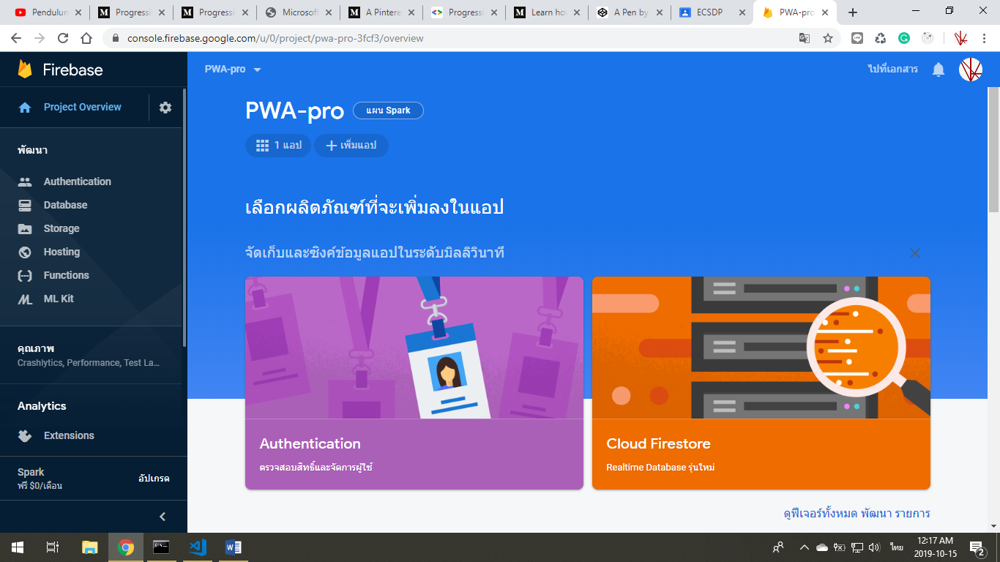 Pendulun
Progressi
Progressi
Microsoft
A Pintere
Progressi
Learn ho
A Pen by
ECSDP
PWA-pro
console.firebase.google.com/u/0/project/pwa-pro-3fcf3/overview
Firebase
PWA-pro
ไปที่เอกสาร
Project Overview
PWA-pro
แผน Spark
1 แอป
เพิ่มแอป
พัฒนา
Authentication
Database
Storage
Hosting
Functions
ML Kit
คุณภาพ
Crashlytics, Performance, Test La...
Analytics
Extensions
Spark
ฟรี $0/เดือน
อัปเกรด
เลือกผลิตภัณฑ์ที่จะเพิ่มลงในแอป
จัดเก็บและซิงค์ข้อมูลแอปในระดับมิลลิวินาที
Authentication
ตรวจสอบสิทธิ์และจัดการผู้ใช้
Cloud Firestore
Realtime Database รุ่นใหม่
ดูฟีเจอร์ทั้งหมด พัฒนา รายการ
ไทย
12:17 AM
2019-10-15
2